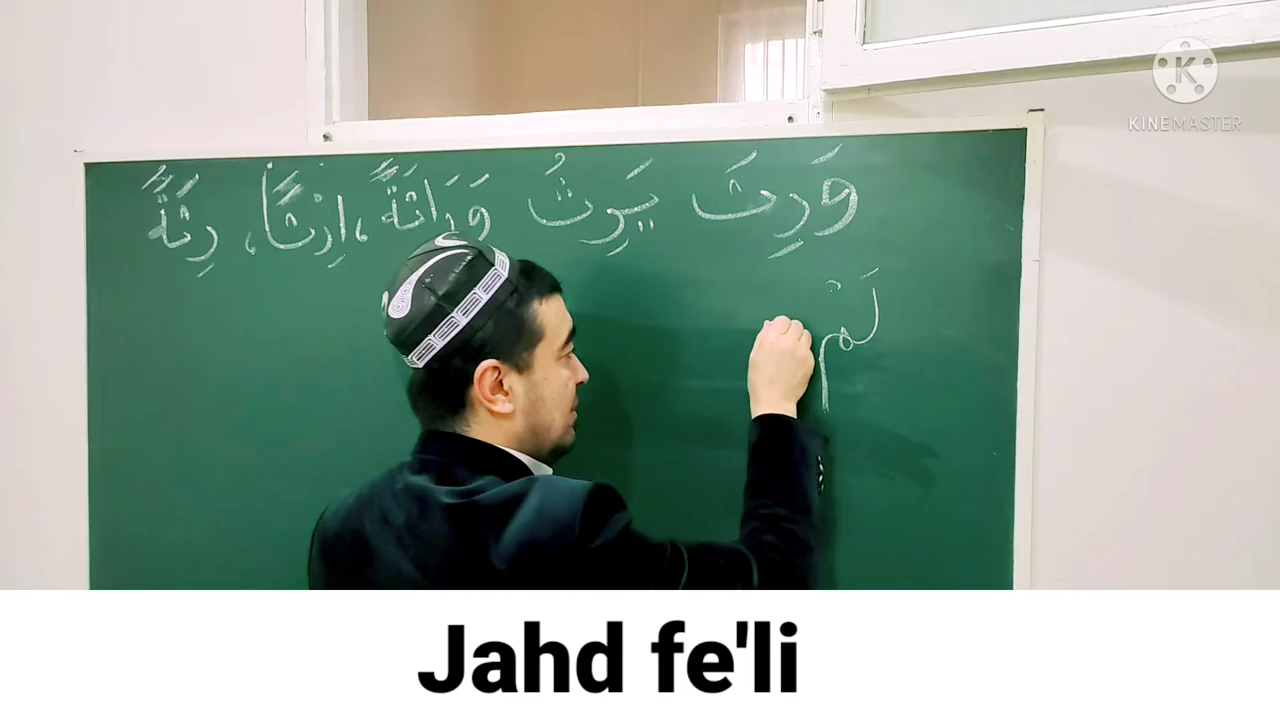 KINEMASTER
وَرِثَ يَرِثُ وَرَاثَةً، اِرْثًا، رِثَةً
لَمْ
Jahd fe'li